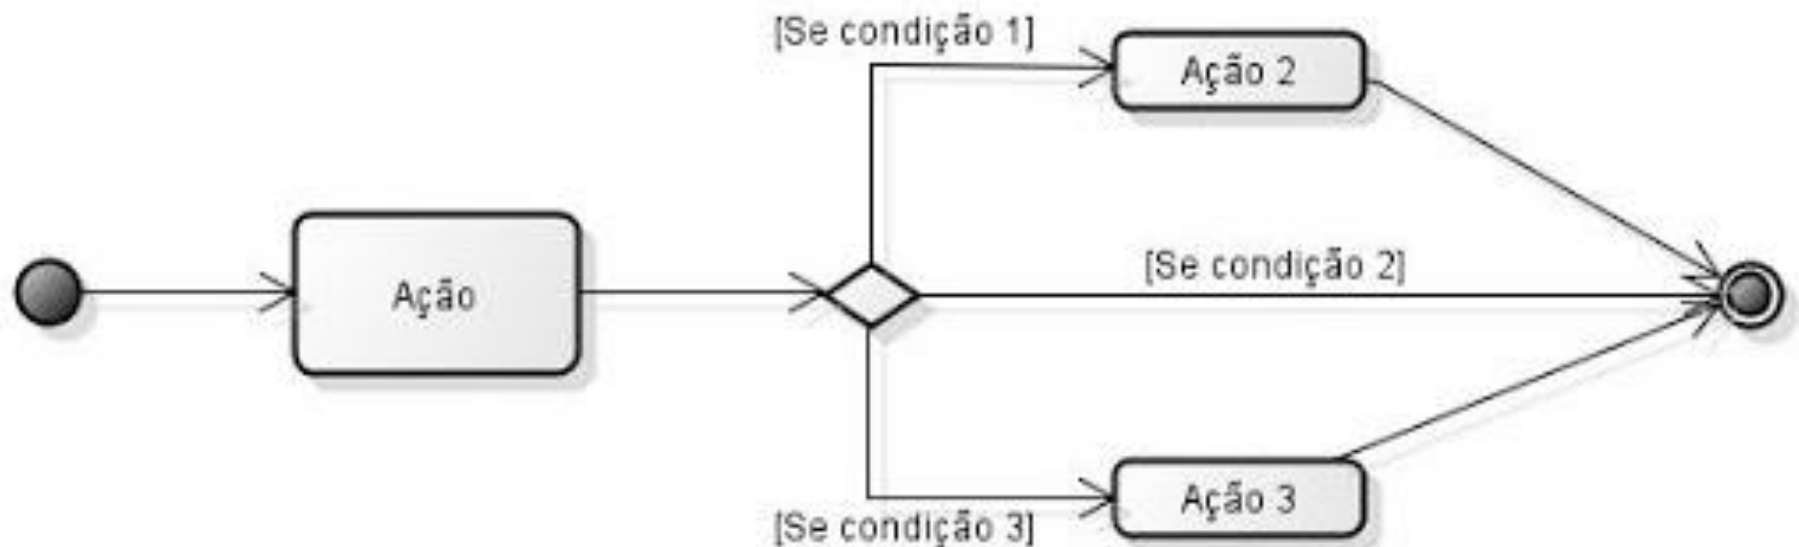 [Se condição 1]
Ação 2
Ação
[Se condição 2]
Ação 3
[Se condição 3]